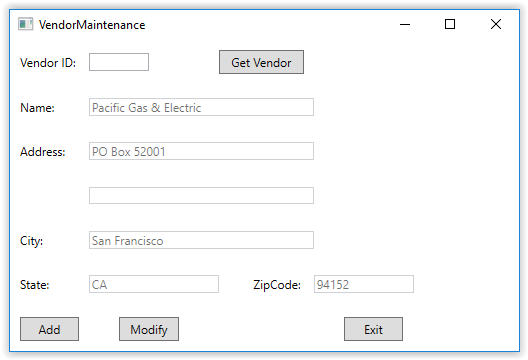 VendorMaintenance
Vendor ID: Get Vendor
Name: Pacific Gas & Electric
Address: PO Box 52001
City: San Francisco
State: CA ZipCode: 94152
Add Modify Exit